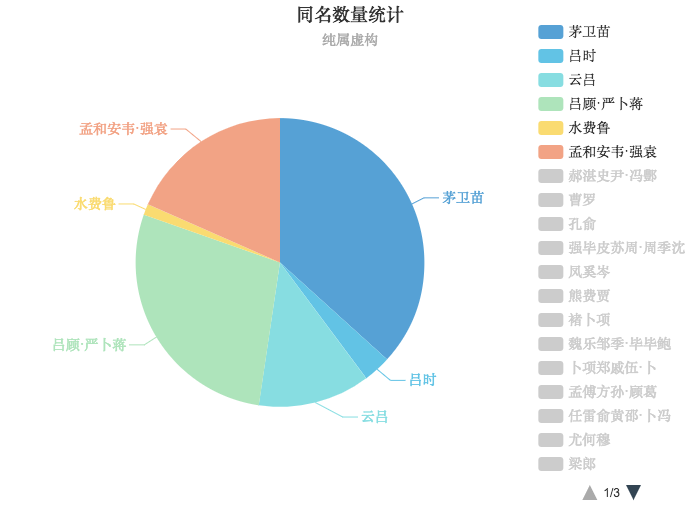 同名数量统计
纯属虚构
茅卫苗
吕时
云吕
吕顾·严卜蒋
水费鲁
孟和安韦·强袁
茅卫苗
吕时
云吕
吕顾·严卜蒋
水费鲁
孟和安韦·强袁
郝湛史尹·冯酆
曹罗
孔俞
强毕皮苏周·周季沈
凤奚岑
熊费贾
褚卜项
魏乐邹季·毕毕鲍
卜项郑戚伍·卜
孟傅方孙·顾葛
任雷俞黄邵·卜冯
尤何穆
梁郎
1/3